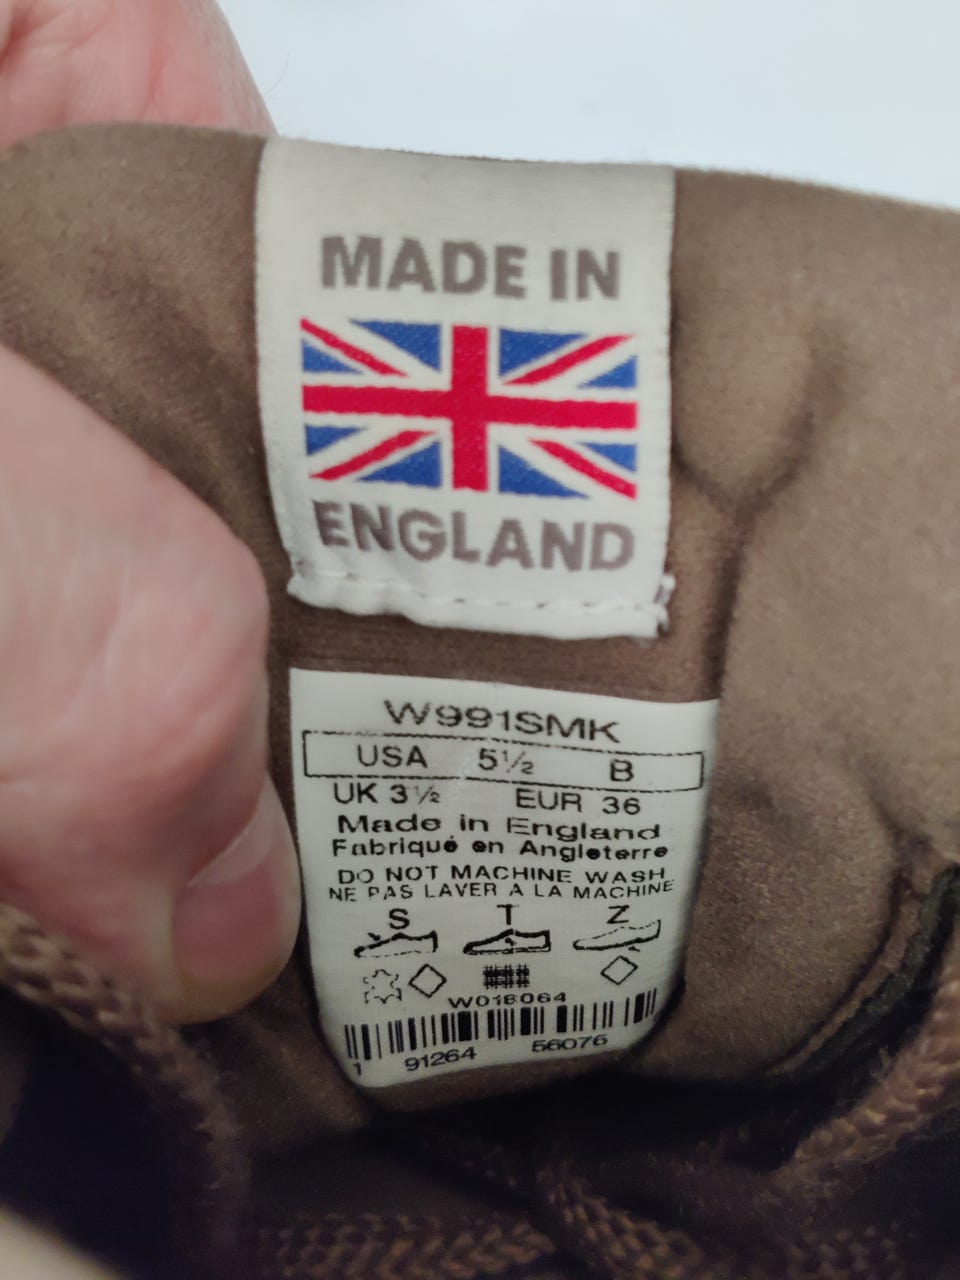 MADE IN
ENGLAND
W991SMK
USA 5½ B
UK 3½ EUR 36
Made in England
Fabriqué en Angleterre
DO NOT MACHINE WASH
NE PAS LAVER A LA MACHINE
S T Z
W018064
1 91264 56076